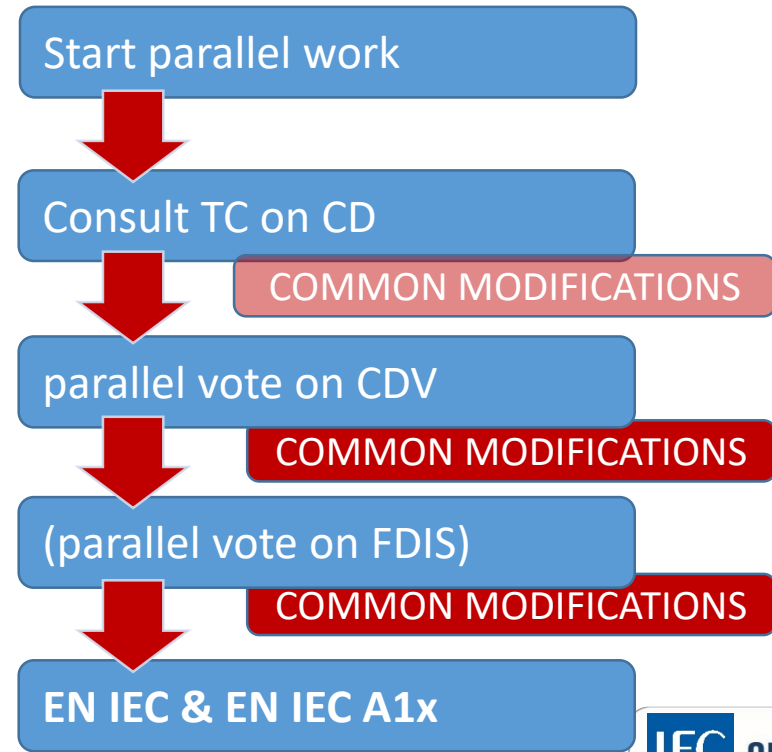 Start parallel work
Consult TC on CD
COMMON MODIFICATIONS
parallel vote on CDV
COMMON MODIFICATIONS
(parallel vote on FDIS)
COMMON MODIFICATIONS
EN IEC & EN IEC A1x
IEC